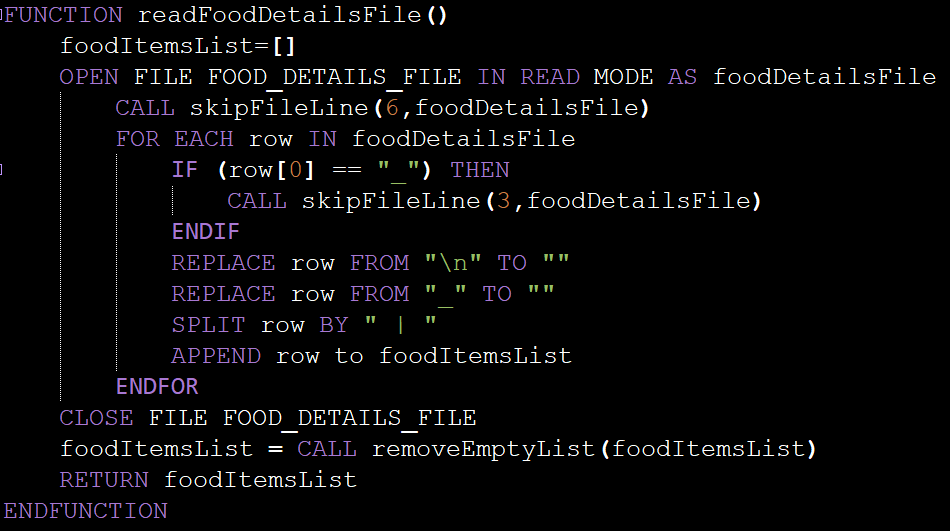 FUNCTION readFoodDetailsFile()
foodItemsList=[]
OPEN FILE FOOD_DETAILS_FILE IN READ MODE AS foodDetailsFile
CALL skipFileLine(6,foodDetailsFile)
FOR EACH row IN foodDetailsFile
IF (row[0] == "_") THEN
CALL skipFileLine(3,foodDetailsFile)
ENDIF
REPLACE row FROM "\n" TO ""
REPLACE row FROM "_" TO ""
SPLIT row BY " | "
APPEND row to foodItemsList
ENDFOR
CLOSE FILE FOOD_DETAILS_FILE
foodItemsList = CALL removeEmptyList(foodItemsList)
RETURN foodItemsList
ENDFUNCTION